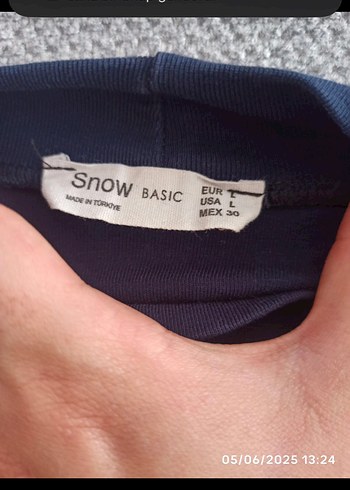 Snow BASIC
MADE IN TÜRKİYE
EUR L
USA L
MEX 30
05/06/2025 13:24